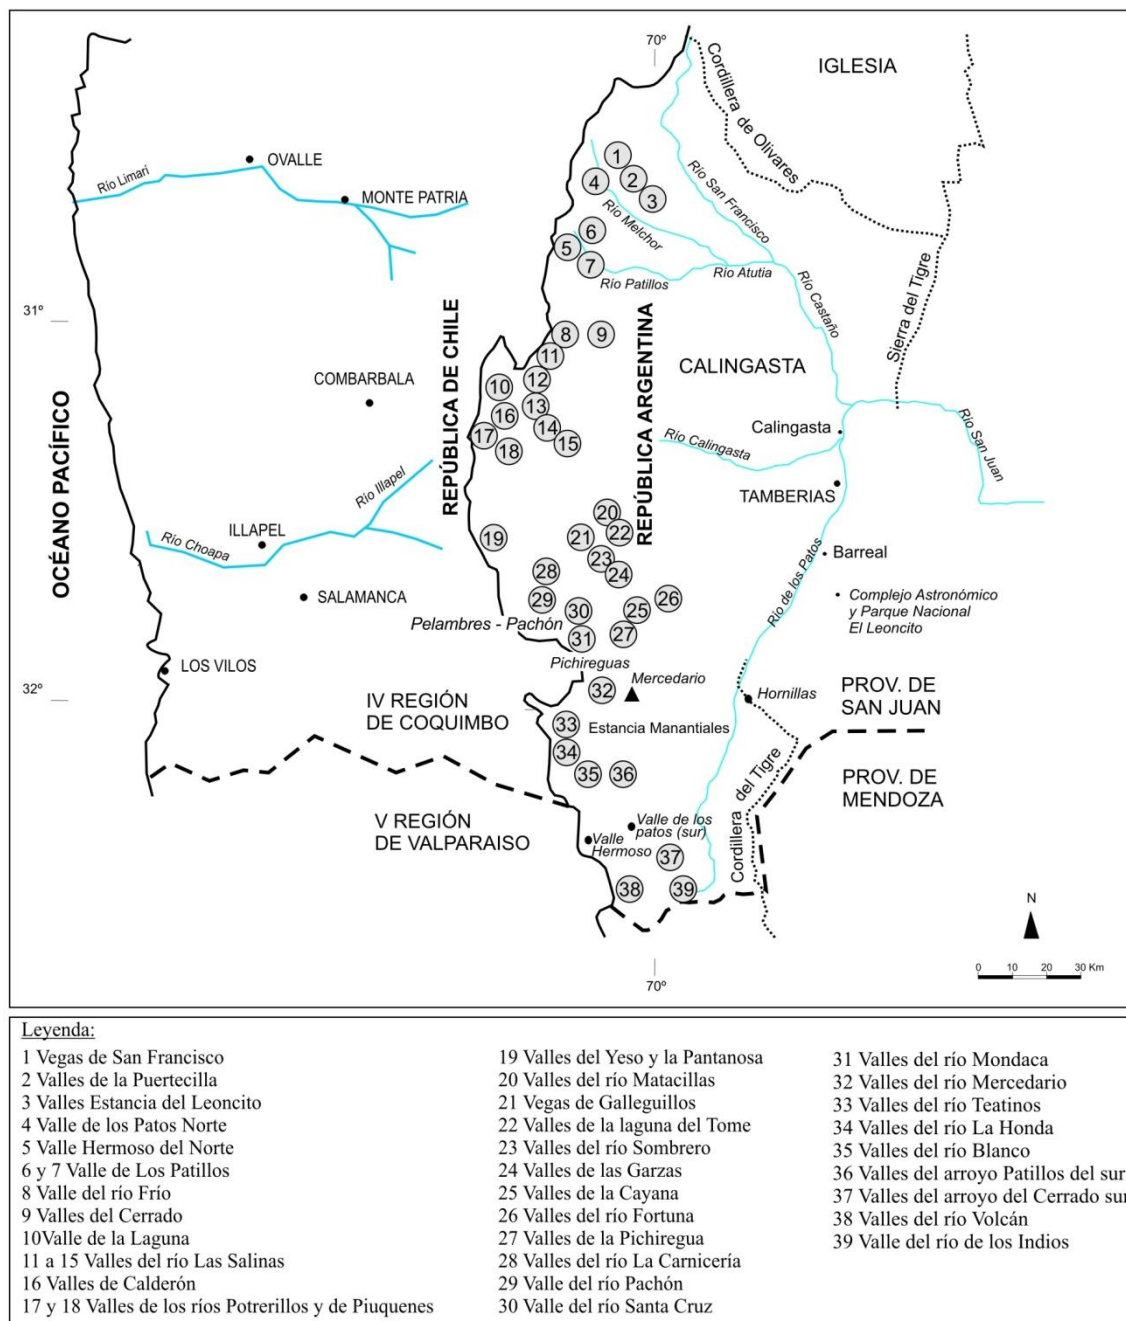 70º
IGLESIA
Cordillera de Olivares
OVALLE
Río Limarí
MONTE PATRIA
1
2
4
3
Río San Francisco
Río Melchor
6
5
7
Río Atutia
Río Patillos
Río Castaño
Sierra del Tigre
31º
REPÚBLICA DE CHILE
REPÚBLICA ARGENTINA
8
9
11
CALINGASTA
COMBARBALA
12
10
13
16
14
17
15
18
Calingasta
Río Calingasta
Río San Juan
TAMBERIAS
OCÉANO PACÍFICO
Río Illapel
ILLAPEL
Río Choapa
20
19
21
22
23
Barreal
28
24
Río de los Patos
SALAMANCA
29
26
Complejo Astronómico
y Parque Nacional
El Leoncito
30
25
Pelambres - Pachón
31
27
LOS VILOS
Pichireguas
Mercedario
32
Hornillas
PROV. DE
SAN JUAN
32º
IV REGIÓN
DE COQUIMBO
33
Estancia Manantiales
34
35
36
Cordillera del Tigre
PROV. DE
MENDOZA
V REGIÓN
DE VALPARAISO
Valle de los
patos (sur)
Valle
Hermoso
37
38
39
N
0 10 20 30 Km
70º
Leyenda:
1 Vegas de San Francisco
2 Valles de la Puertecilla
3 Valles Estancia del Leoncito
4 Valle de los Patos Norte
5 Valle Hermoso del Norte
6 y 7 Valle de Los Patillos
8 Valle del río Frío
9 Valles del Cerrado
10Valle de la Laguna
11 a 15 Valles del río Las Salinas
16 Valles de Calderón
17 y 18 Valles de los ríos Potrerillos y de Piuquenes
19 Valles del Yeso y la Pantanosa
20 Valles del río Matacillas
21 Vegas de Galleguillos
22 Valles de la laguna del Tome
23 Valles del río Sombrero
24 Valles de las Garzas
25 Valles de la Cayana
26 Valles del río Fortuna
27 Valles de la Pichiregua
28 Valles del río La Carnicería
29 Valle del río Pachón
30 Valle del río Santa Cruz
31 Valles del río Mondaca
32 Valles del río Mercedario
33 Valles del río Teatinos
34 Valles del río La Honda
35 Valles del río Blanco
36 Valles del arroyo Patillos del sur
37 Valles del arroyo del Cerrado sur
38 Valles del río Volcán
39 Valle del río de los Indios